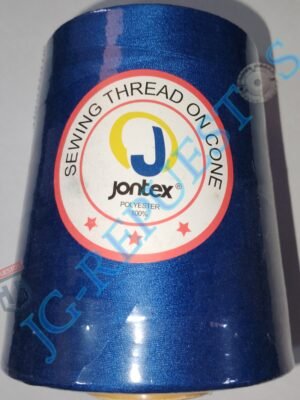 SEWING THREAD ON CONE
J
jontex®
POLYESTER
100%
JG-REPUESTOS